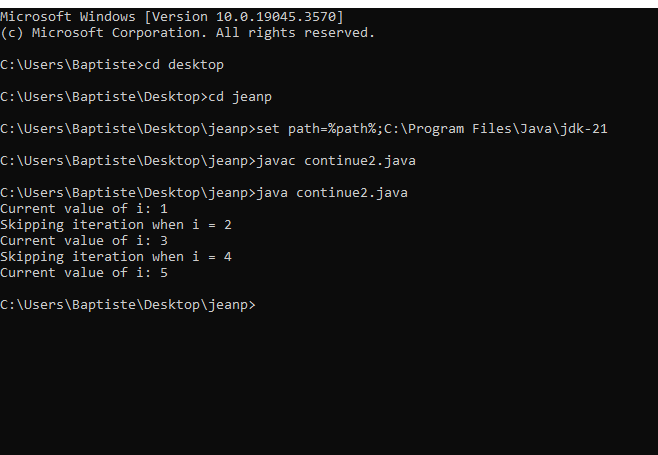 Microsoft Windows [Version 10.0.19045.3570]
(c) Microsoft Corporation. All rights reserved.
C:\Users\Baptiste>cd desktop
C:\Users\Baptiste\Desktop>cd jeanp
C:\Users\Baptiste\Desktop\jeanp>set path=%path%;C:\Program Files\Java\jdk-21
C:\Users\Baptiste\Desktop\jeanp>javac continue2.java
C:\Users\Baptiste\Desktop\jeanp>java continue2.java
Current value of i: 1
Skipping iteration when i = 2
Current value of i: 3
Skipping iteration when i = 4
Current value of i: 5
C:\Users\Baptiste\Desktop\jeanp>